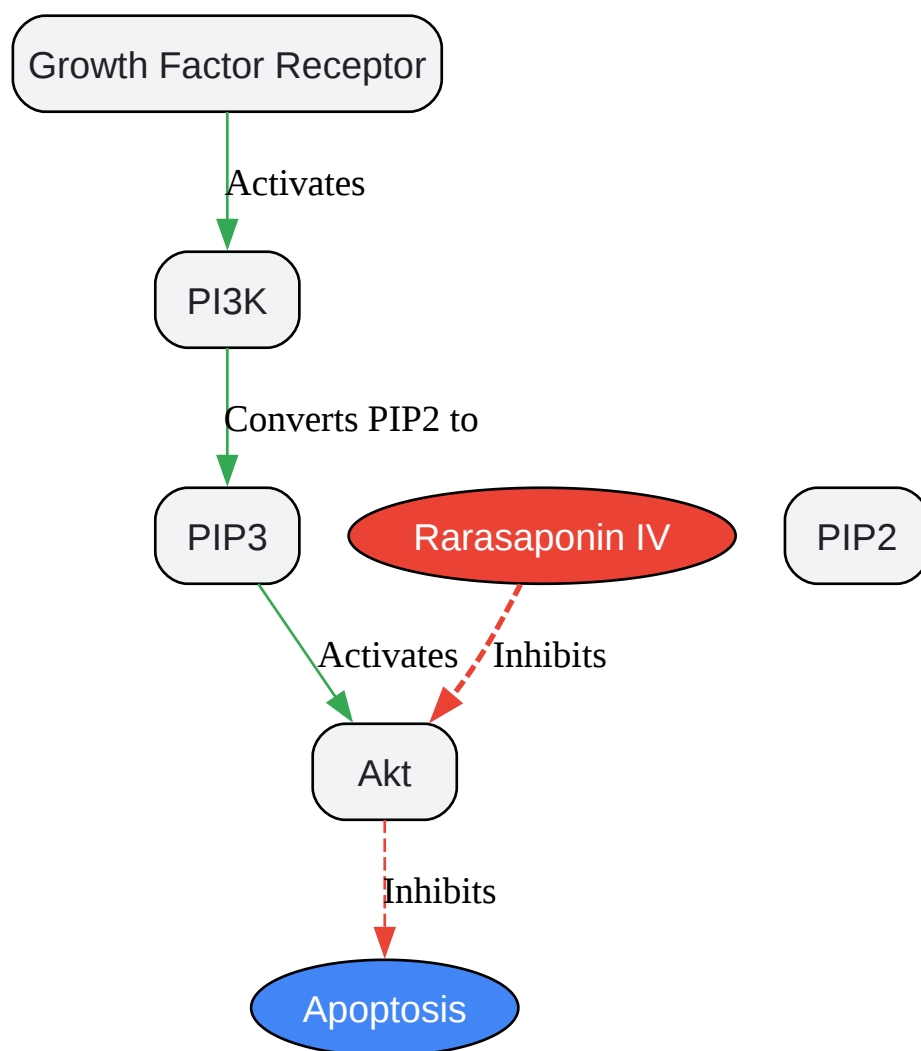 Growth Factor Receptor
Activates
PI3K
Converts PIP2 to
PIP3
Rarasaponin IV
PIP2
Activates
Inhibits
Akt
Inhibits
Apoptosis